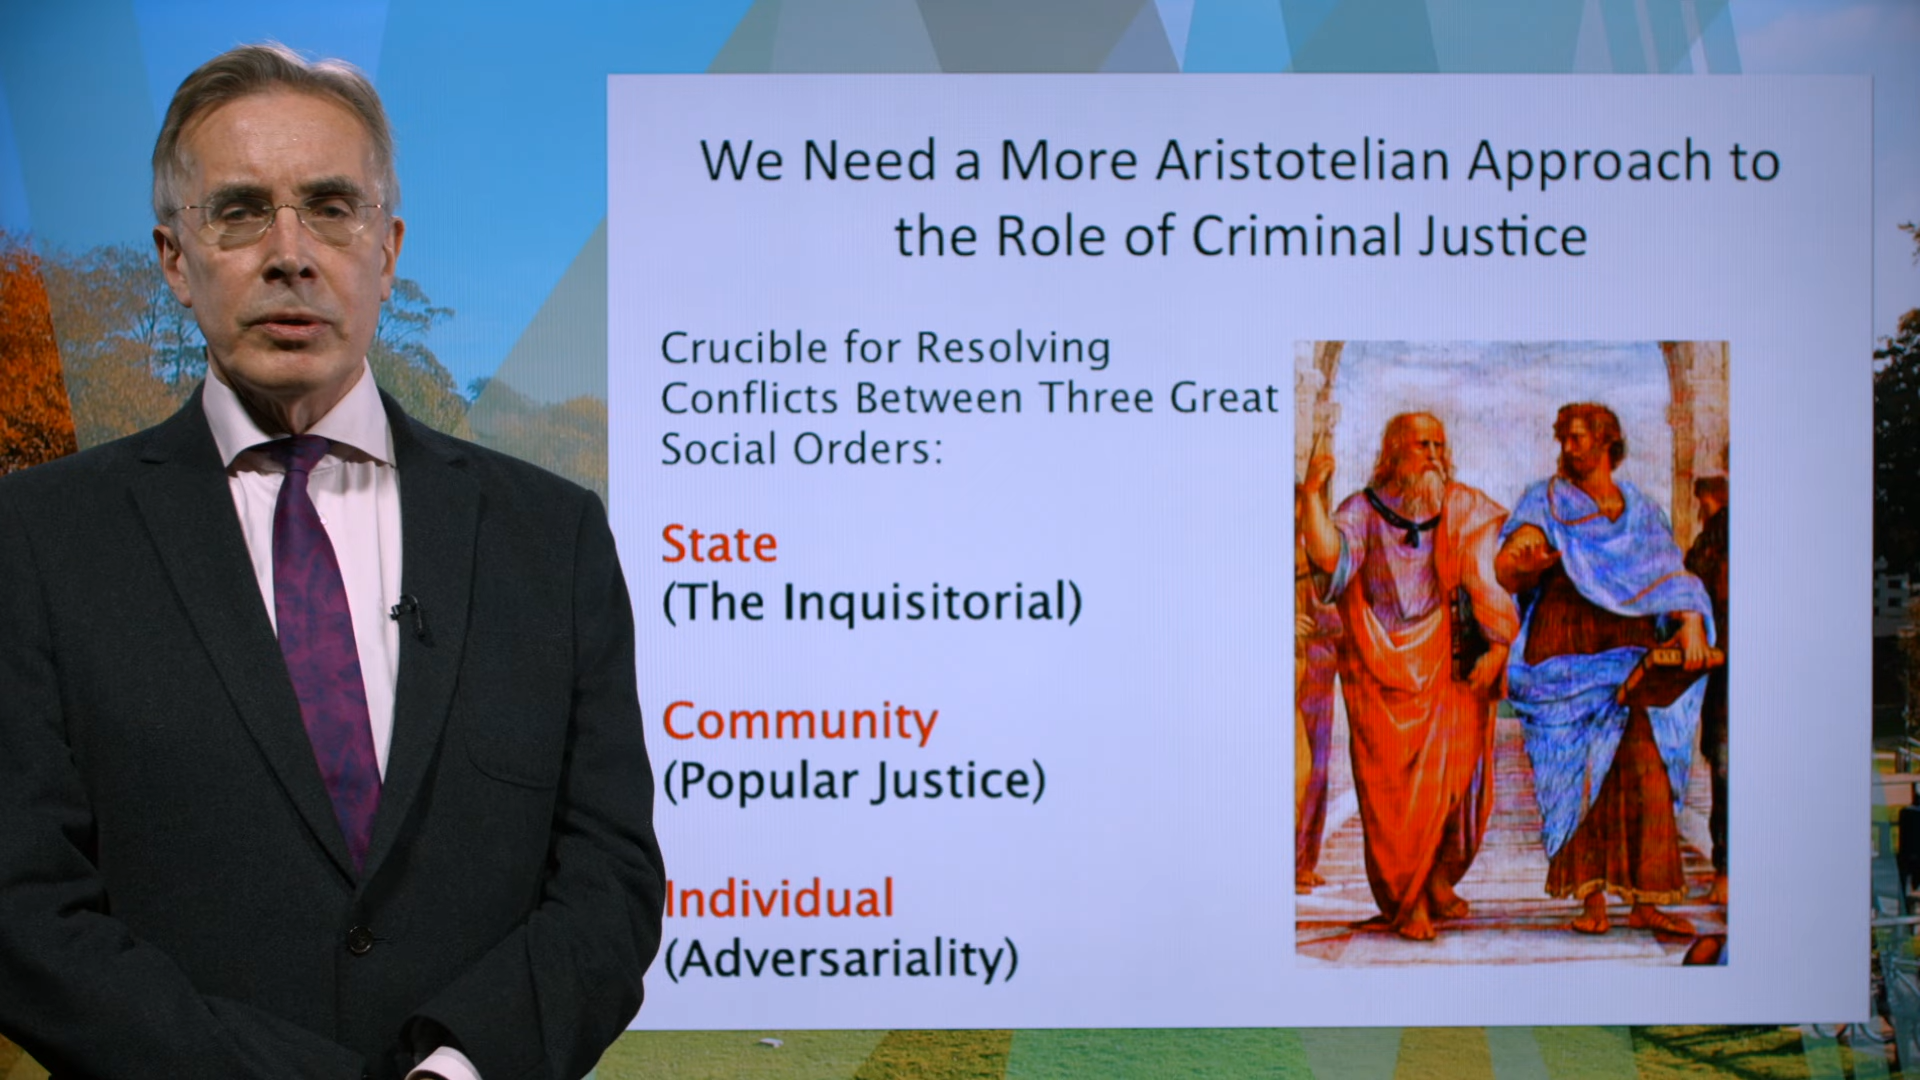 We Need a More Aristotelian Approach to
the Role of Criminal Justice
Crucible for Resolving
Conflicts Between Three Great
Social Orders:
State
(The Inquisitorial)
Community
(Popular Justice)
Individual
(Adversariality)